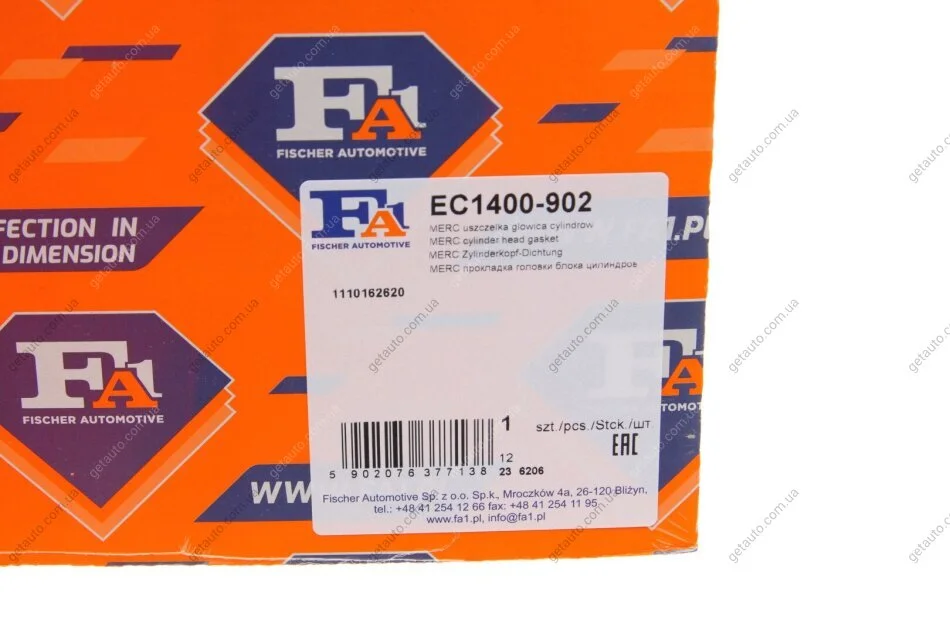 FA1
FISCHER AUTOMOTIVE
FECTION IN
DIMENSION
FA1
FISCHER AUTOMOTIVE
EC1400-902
MERC uszczelka glowica cylindrow
MERC cylinder head gasket
MERC Zylinderkopf-Dichtung
MERC прокладка головки блока цилиндров
1110162620
FA1
FISCHER AUTOMOTIVE
1 szt./pcs./Stck./шт.
EAC
5 902076 377138
12
23 6206
Fischer Automotive Sp. z o.o. Sp.k., Mroczków 4a, 26-120 Bliżyn,
tel.: +48 41 254 12 66 fax: +48 41 254 11 95
www.fa1.pl, info@fa1.pl
getauto.com.ua